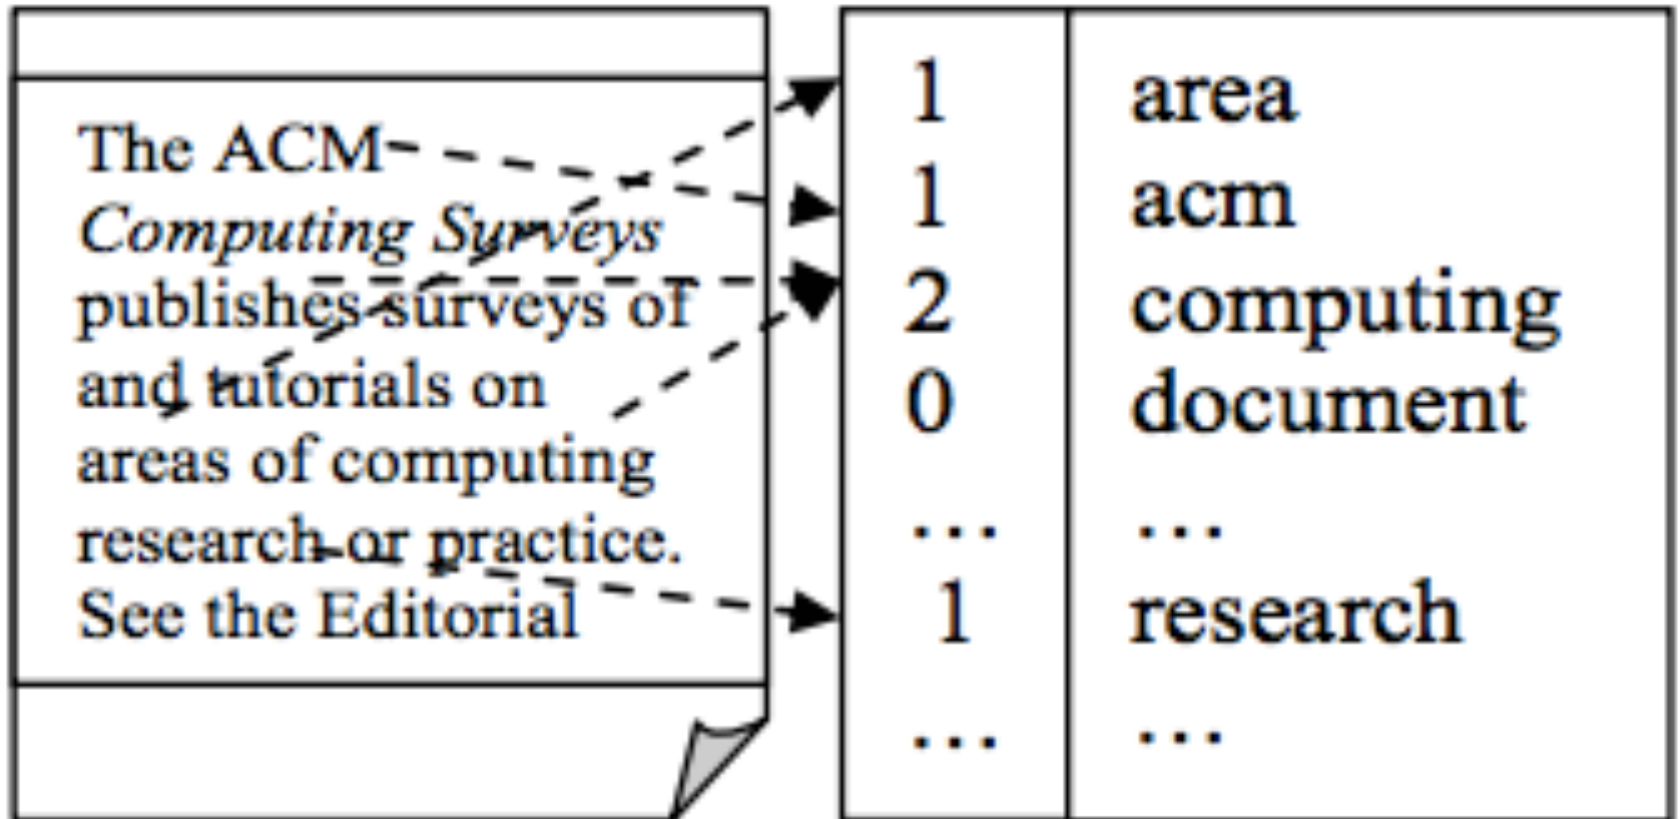 The ACM
Computing Surveys
publishes surveys of
and tutorials on
areas of computing
research or practice.
See the Editorial
1 area
1 acm
2 computing
0 document
... ...
1 research
... ...